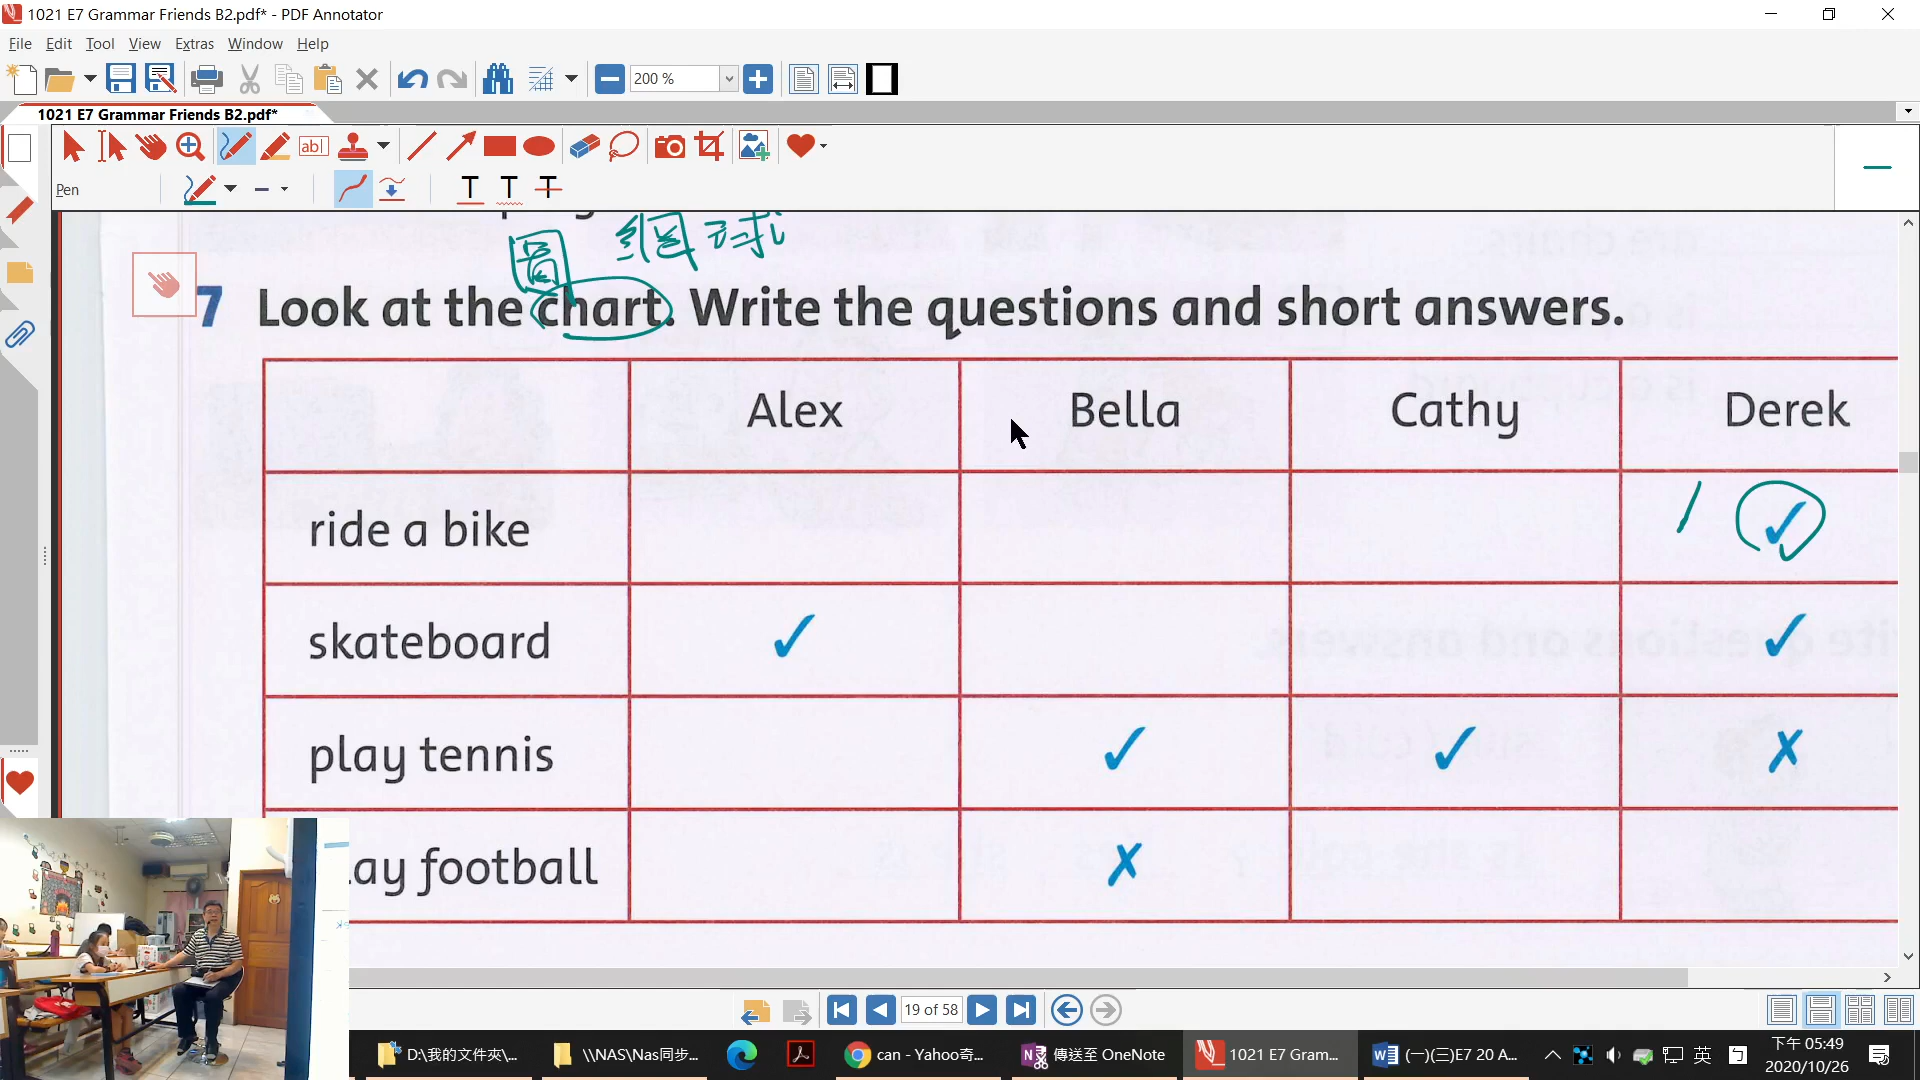 1021 E7 Grammar Friends B2.pdf* - PDF Annotator
File Edit Tool View Extras Window Help
200 %
1021 E7 Grammar Friends B2.pdf*
ab|
Pen
T T T
圖 網球
7 Look at the chart. Write the questions and short answers.
Alex Bella Cathy Derek
ride a bike
skateboard
play tennis
lay football
19 of 58
D:\我的文件夾\...
\\NAS\Nas同步...
can - Yahoo奇...
傳送至 OneNote
1021 E7 Gram...
(一)(三)E7 20 A...
英
下午 05:49
2020/10/26